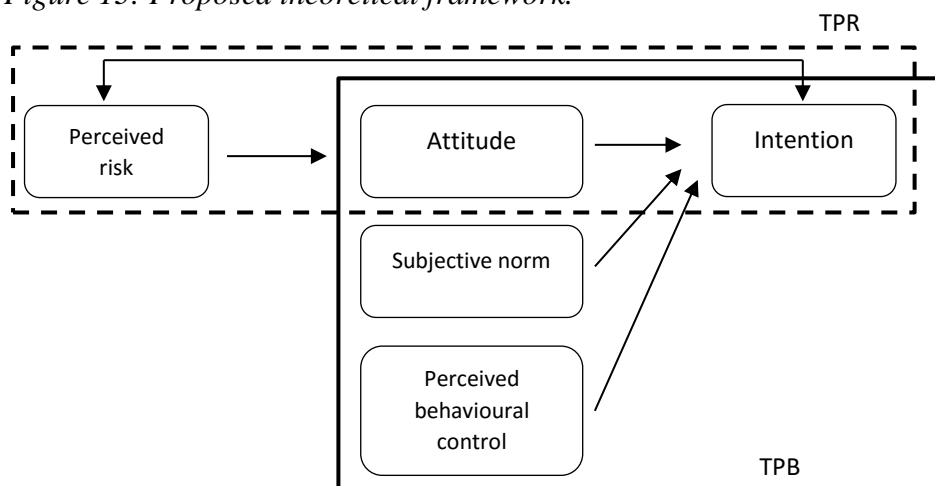 Figure 15: Proposed theoretical framework.
TPR
Perceived
risk
Attitude
Intention
Subjective norm
Perceived
behavioural
control
TPB